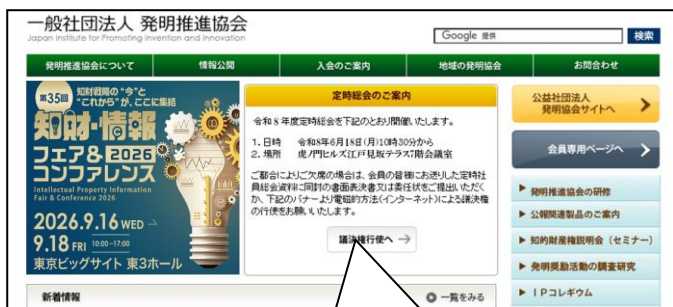 一般社団法人 発明推進協会
Japan Institute for Promoting Invention and Innovation
Google 提供
検索
発明推進協会について
情報公開
入会のご案内
地域の発明協会
お問合わせ
第35回
知財戦略の“今”と
“これから”が、ここに集結
知財・情報
フェア& 2026
コンファレンス
Intellectual Property Information
Fair & Conference 2026
2026.9.16 WED →
9.18 FRI 10:00-17:00
東京ビッグサイト 東3ホール
定時総会のご案内
令和8年度定時総会を下記のとおり開催いたします。
1. 日時 令和8年6月18日(月)10時30分から
2. 場所 虎ノ門ヒルズ江戸見坂テラス7階会議室
ご都合によりご欠席の場合は、会員の皆様にお送りした定時社
員総会資料に同封の書面表決書又は委任状をご提出いただく
か、下記のバナーより電磁的方法(インターネット)による議決権
の行使をお願いいたします。
議決権行使へ →
公益社団法人
発明協会サイトへ
会員専用ページへ
発明推進協会の研修
公報関連製品のご案内
知的財産権説明会(セミナー)
発明奨励活動の調査研究
IPコレギウム
新着情報
一覧をみる